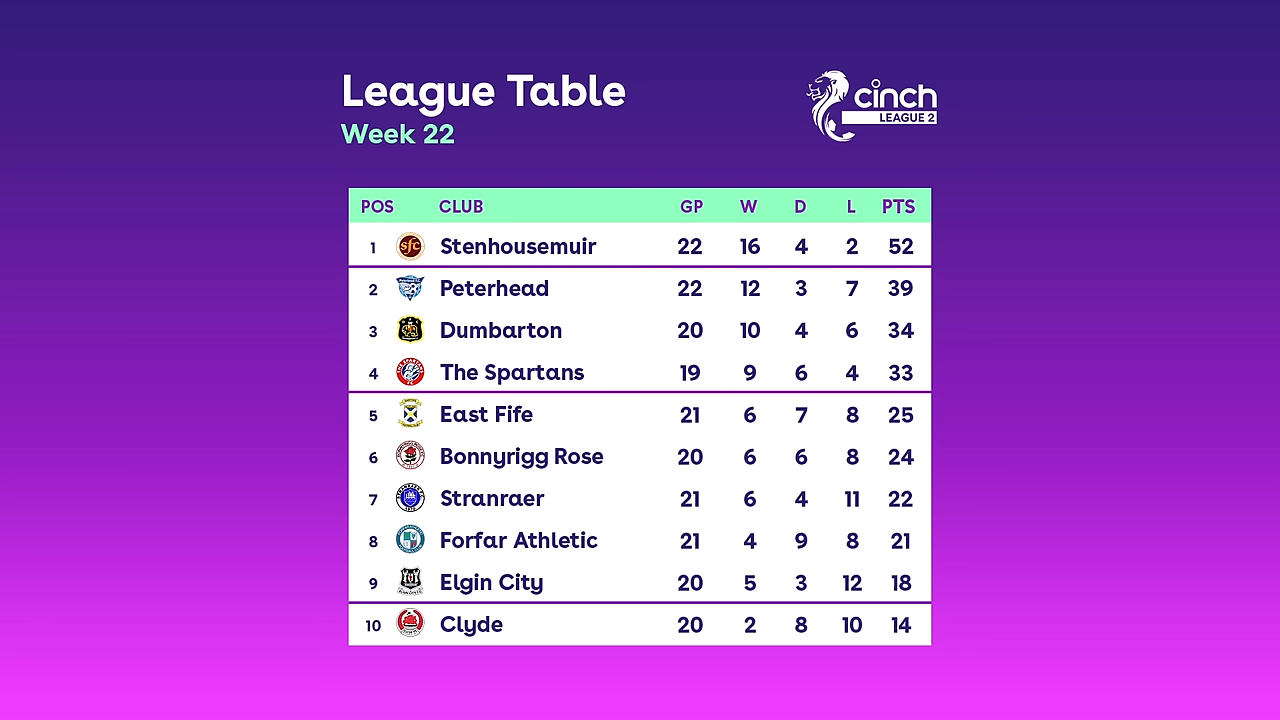 League Table
Week 22
cinch
LEAGUE 2
POS CLUB GP W D L PTS
1 sfc Stenhousemuir 22 16 4 2 52
2 Peterhead 22 12 3 7 39
3 Dumbarton 20 10 4 6 34
4 The Spartans 19 9 6 4 33
5 East Fife 21 6 7 8 25
6 Bonnyrigg Rose 20 6 6 8 24
7 Stranraer 21 6 4 11 22
8 Forfar Athletic 21 4 9 8 21
9 Elgin City 20 5 3 12 18
10 Clyde 20 2 8 10 14